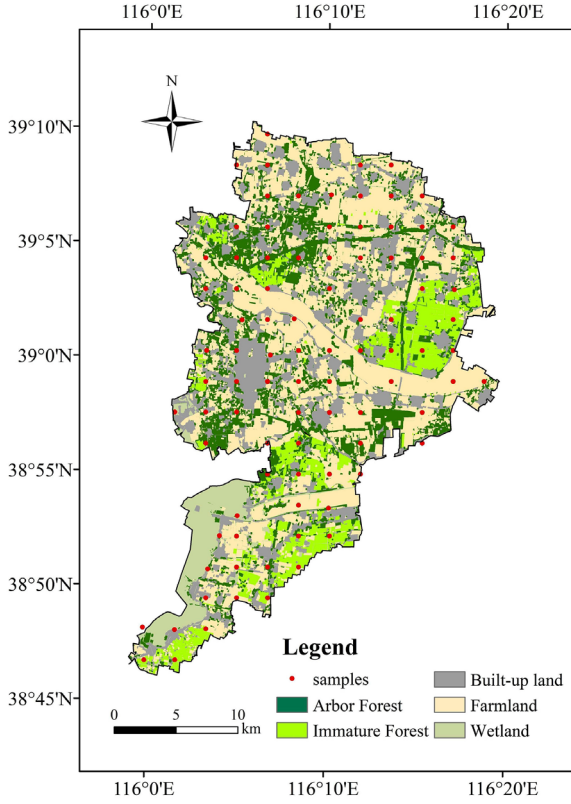 116°0'E 116°10'E 116°20'E
N
39°10'N
39°5'N
39°0'N
38°55'N
38°50'N
38°45'N
Legend
samples
Built-up land
Arbor Forest
Farmland
Immature Forest
Wetland
0 5 10
km
116°0'E 116°10'E 116°20'E